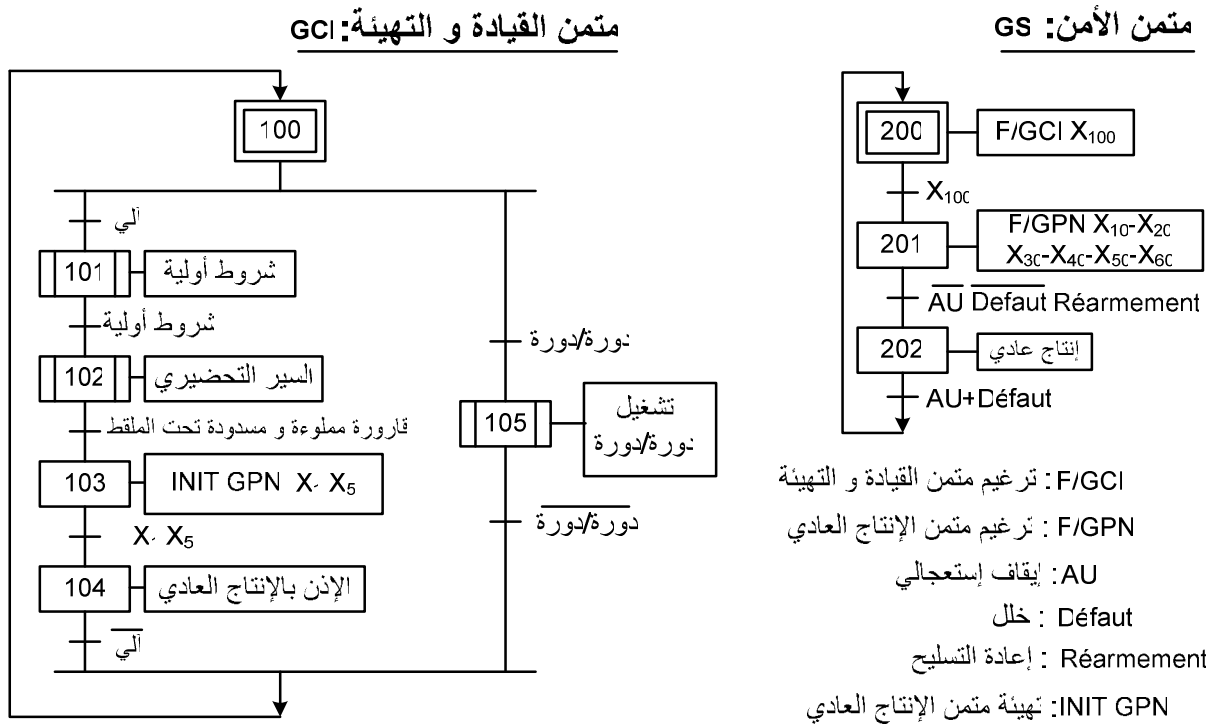 متمن القيادة و التهيئة: GCI
100
آلي
101
شروط أولية
شروط أولية
102
السير التحضيري
قارورة مملوءة و مسدودة تحت الملقط
103
INIT GPN X X5
X X5
104
الإذن بالإنتاج العادي
آلي
دورة/دورة
105
تشغيل
دورة/دورة
دورة/دورة
متمن الأمن: GS
200
F/GCI X100
X100
201
F/GPN X10-X20
X30-X40-X50-X60
AU Defaut Réarmement
202
إنتاج عادي
AU+Défaut
F/GCI: ترغيم متمن القيادة و التهيئة
F/GPN: ترغيم متمن الإنتاج العادي
AU: إيقاف إستعجالي
Défaut: خلل
Réarmement: إعادة التسليح
INIT GPN: تهيئة متمن الإنتاج العادي